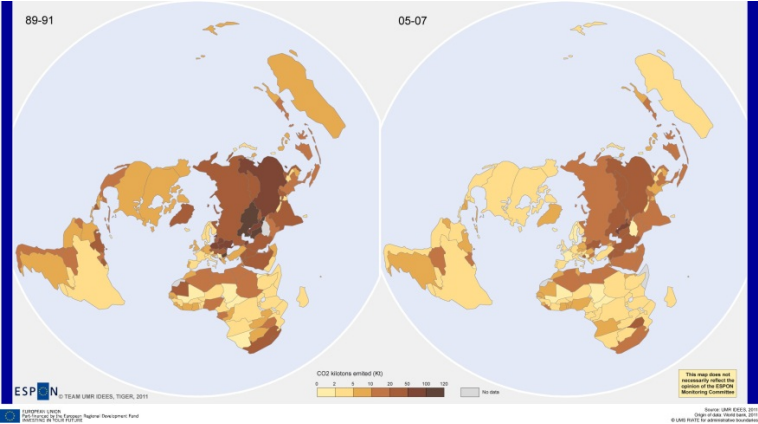 89-91
05-07
ESPON
© TEAM UMR IDEES, TIGER, 2011
CO2 kilotons emited (Kt)
0 2 5 10 20 50 100 120
No data
This map does not
necessarily reflect the
opinion of the ESPON
Monitoring Committee
EUROPEAN UNION
Part-financed by the European Regional Development Fund
INVESTING IN YOUR FUTURE
Source: UMR IDEES, 2011
Origin of data: World bank, 2011
© UMS RIATE for administrative boundaries